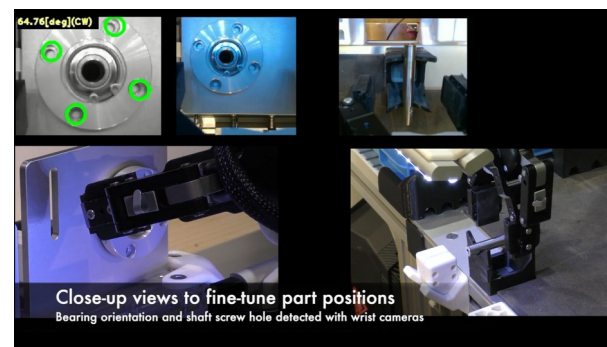 64.76[deg](CW)
Close-up views to fine-tune part positions
Bearing orientation and shaft screw hole detected with wrist cameras